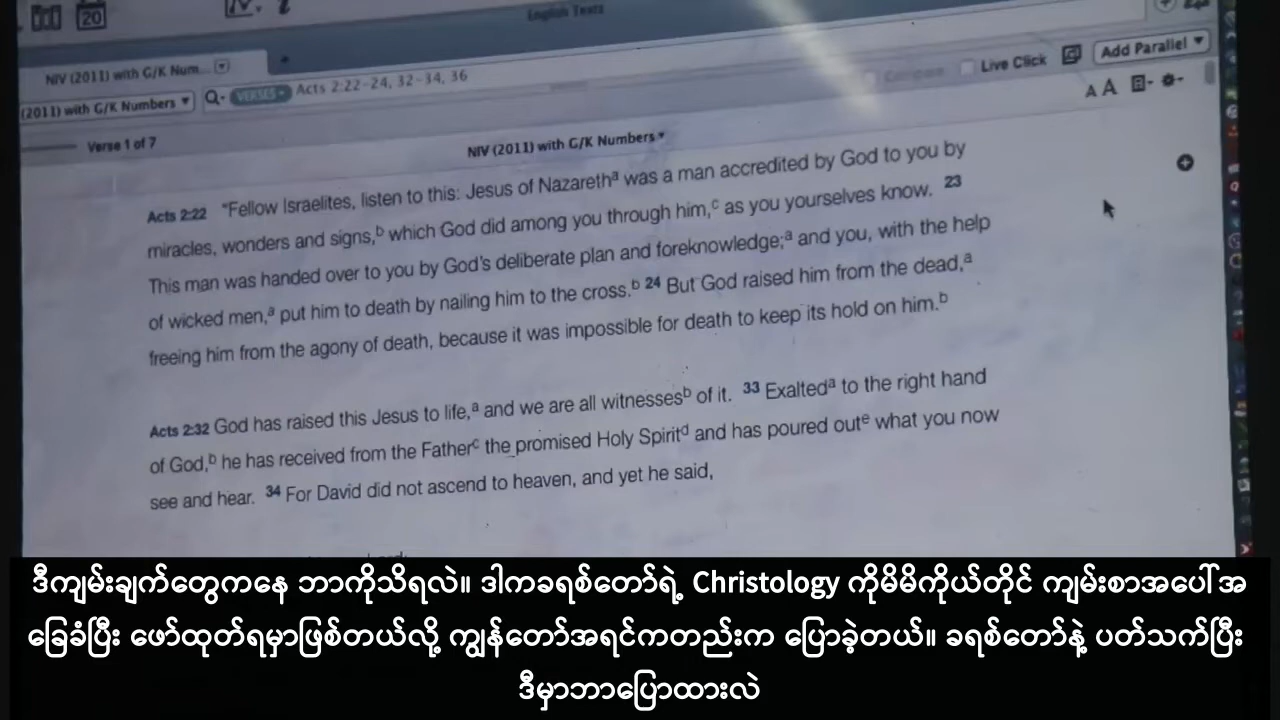 20
English Texts
NIV (2011) with G/K Num...
(2011) with G/K Numbers
VERSES
Acts 2:22-24, 32-34, 36
Compare
Live Click
Add Parallel
Verse 1 of 7
NIV (2011) with G/K Numbers
A A
Acts 2:22 “Fellow Israelites, listen to this: Jesus of Nazarethᵃ was a man accredited by God to you by
miracles, wonders and signs,ᵇ which God did among you through him,ᶜ as you yourselves know. 23
This man was handed over to you by God’s deliberate plan and foreknowledge;ᵃ and you, with the help
of wicked men,ᵃ put him to death by nailing him to the cross.ᵇ 24 But God raised him from the dead,ᵃ
freeing him from the agony of death, because it was impossible for death to keep its hold on him.ᵇ
Acts 2:32 God has raised this Jesus to life,ᵃ and we are all witnessesᵇ of it. 33 Exaltedᵃ to the right hand
of God,ᵇ he has received from the Fatherᶜ the promised Holy Spiritᵈ and has poured outᵉ what you now
see and hear. 34 For David did not ascend to heaven, and yet he said,
ဒီကျမ်းချက်တွေကနေ ဘာကိုသိရလဲ။ ဒါကခရစ်တော်ရဲ့ Christology ကိုမိမိကိုယ်တိုင် ကျမ်းစာအပေါ်အ
ခြေခံပြီး ဖော်ထုတ်ရမှာဖြစ်တယ်လို့ ကျွန်တော်အရင်ကတည်းက ပြောခဲ့တယ်။ ခရစ်တော်နဲ့ ပတ်သက်ပြီး
ဒီမှာဘာပြောထားလဲ